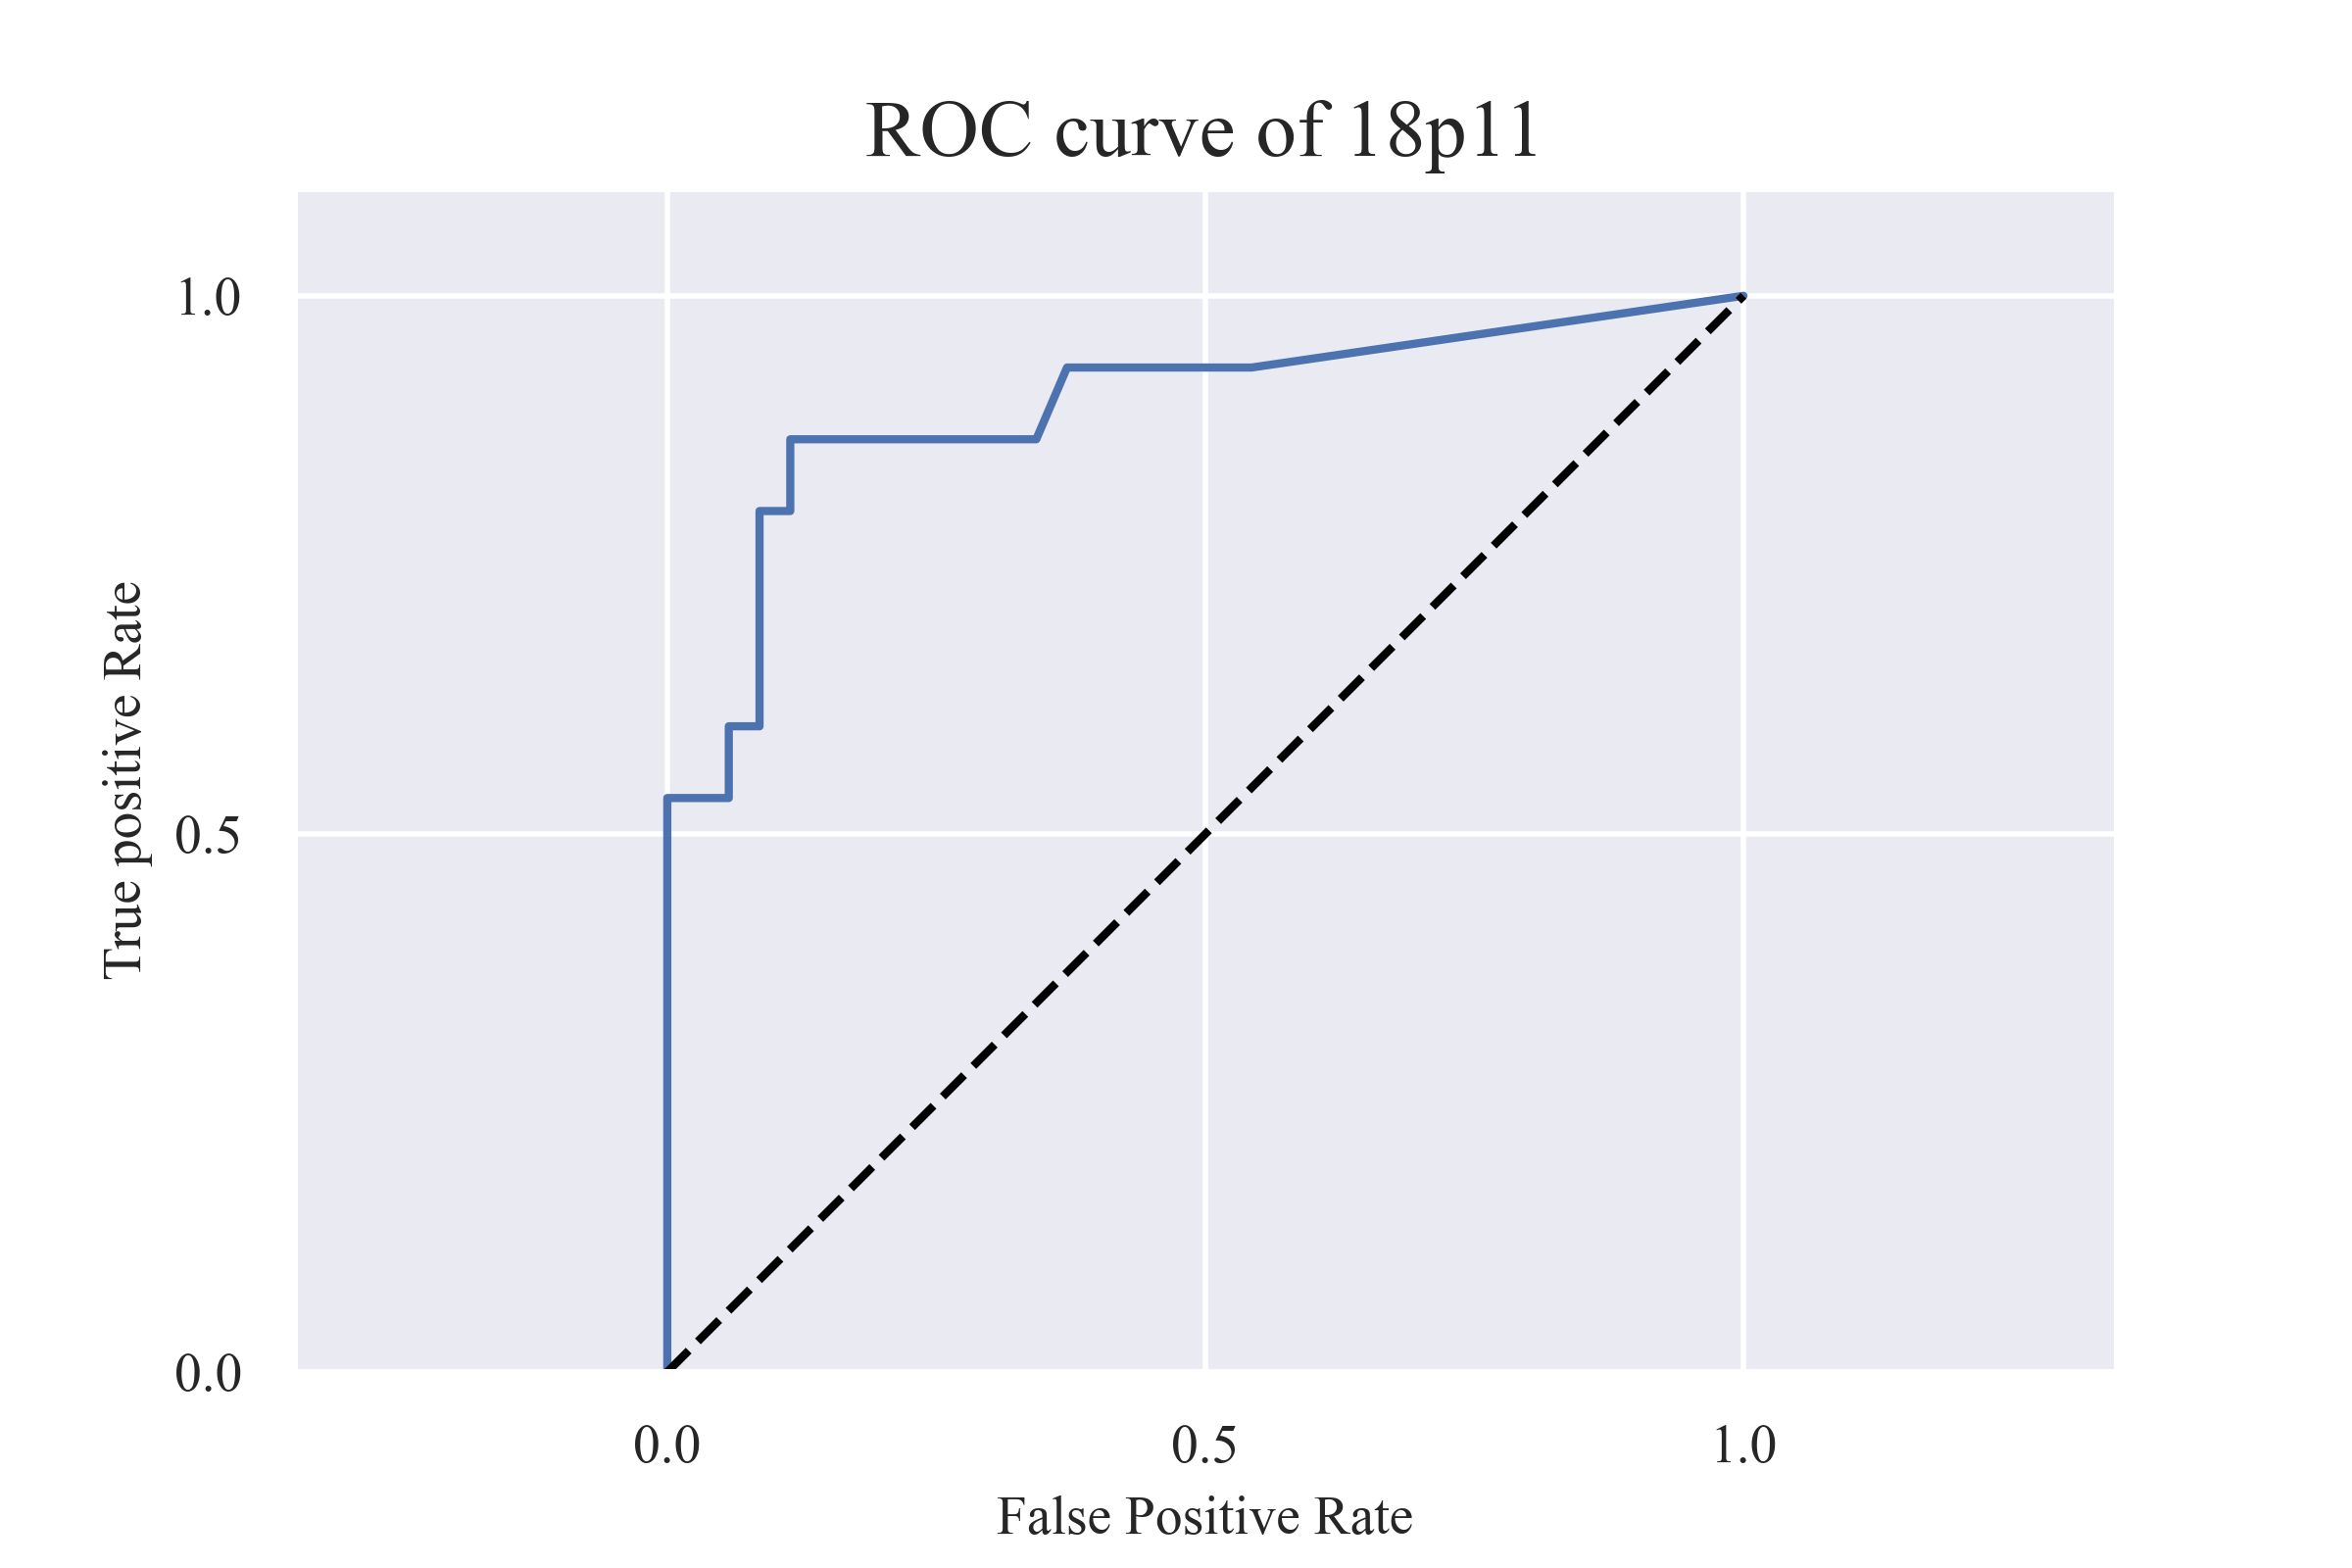 ROC curve of 18p11
1.0
0.5
0.0
True positive Rate
0.0 0.5 1.0
False Positive Rate